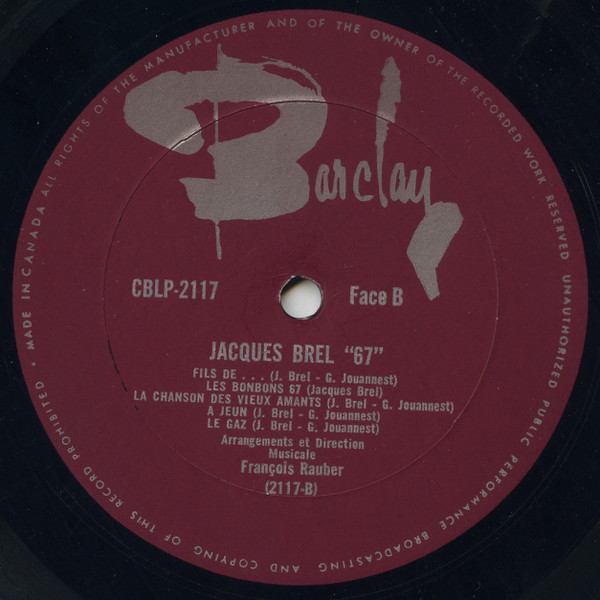 MADE IN CANADA ALL RIGHTS OF THE MANUFACTURER AND OF THE OWNER OF THE RECORDED WORK RESERVED UNAUTHORIZED PUBLIC PERFORMANCE BROADCASTING AND COPYING OF THIS RECORD PROHIBITED •
Barclay
CBLP-2117
Face B
JACQUES BREL "67"
FILS DE . . . (J. Brel - G. Jouannest)
LES BONBONS 67 (Jacques Brel)
LA CHANSON DES VIEUX AMANTS (J. Brel - G. Jouannest)
A JEUN (J. Brel - G. Jouannest)
LE GAZ (J. Brel - G. Jouannest)
Arrangements et Direction
Musicale
François Rauber
(2117-B)